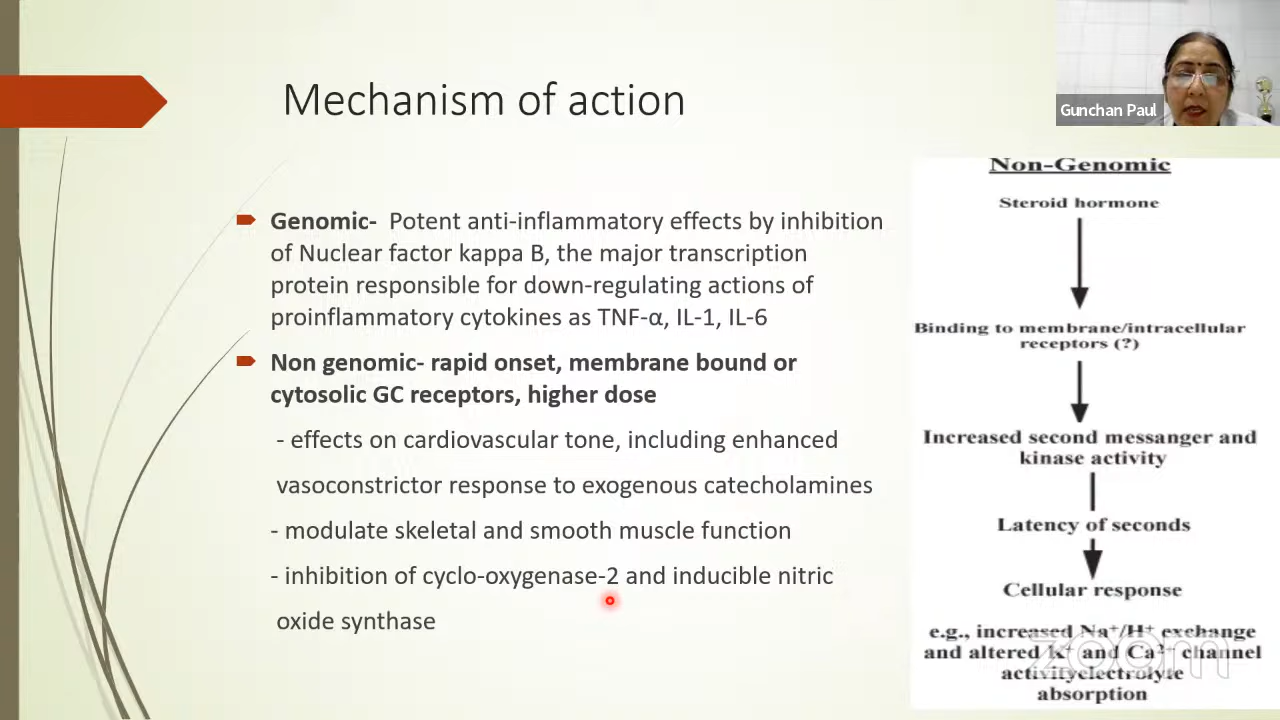 Mechanism of action
Gunchan Paul
Genomic- Potent anti-inflammatory effects by inhibition
of Nuclear factor kappa B, the major transcription
protein responsible for down-regulating actions of
proinflammatory cytokines as TNF-α, IL-1, IL-6
Non genomic- rapid onset, membrane bound or
cytosolic GC receptors, higher dose
- effects on cardiovascular tone, including enhanced
vasoconstrictor response to exogenous catecholamines
- modulate skeletal and smooth muscle function
- inhibition of cyclo-oxygenase-2 and inducible nitric
oxide synthase
Non-Genomic
Steroid hormone
Binding to membrane/intracellular
receptors (?)
Increased second messanger and
kinase activity
Latency of seconds
Cellular response
e.g., increased Na⁺/H⁺ exchange
and altered K⁺ and Ca²⁺ channel
activityelectrolyte
absorption
zoom